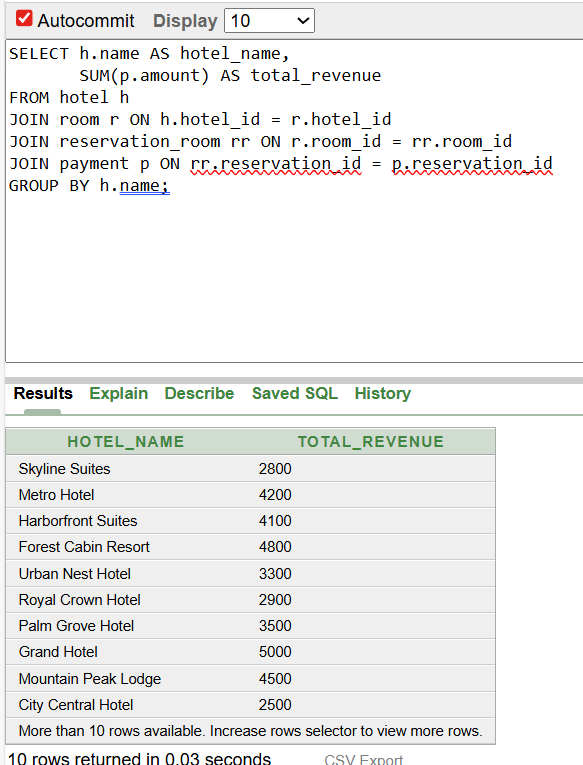 Autocommit Display 10
SELECT h.name AS hotel_name,
       SUM(p.amount) AS total_revenue
FROM hotel h
JOIN room r ON h.hotel_id = r.hotel_id
JOIN reservation_room rr ON r.room_id = rr.room_id
JOIN payment p ON rr.reservation_id = p.reservation_id
GROUP BY h.name;
Results Explain Describe Saved SQL History
HOTEL_NAME TOTAL_REVENUE
Skyline Suites 2800
Metro Hotel 4200
Harborfront Suites 4100
Forest Cabin Resort 4800
Urban Nest Hotel 3300
Royal Crown Hotel 2900
Palm Grove Hotel 3500
Grand Hotel 5000
Mountain Peak Lodge 4500
City Central Hotel 2500
More than 10 rows available. Increase rows selector to view more rows.
10 rows returned in 0.03 seconds CSV Export